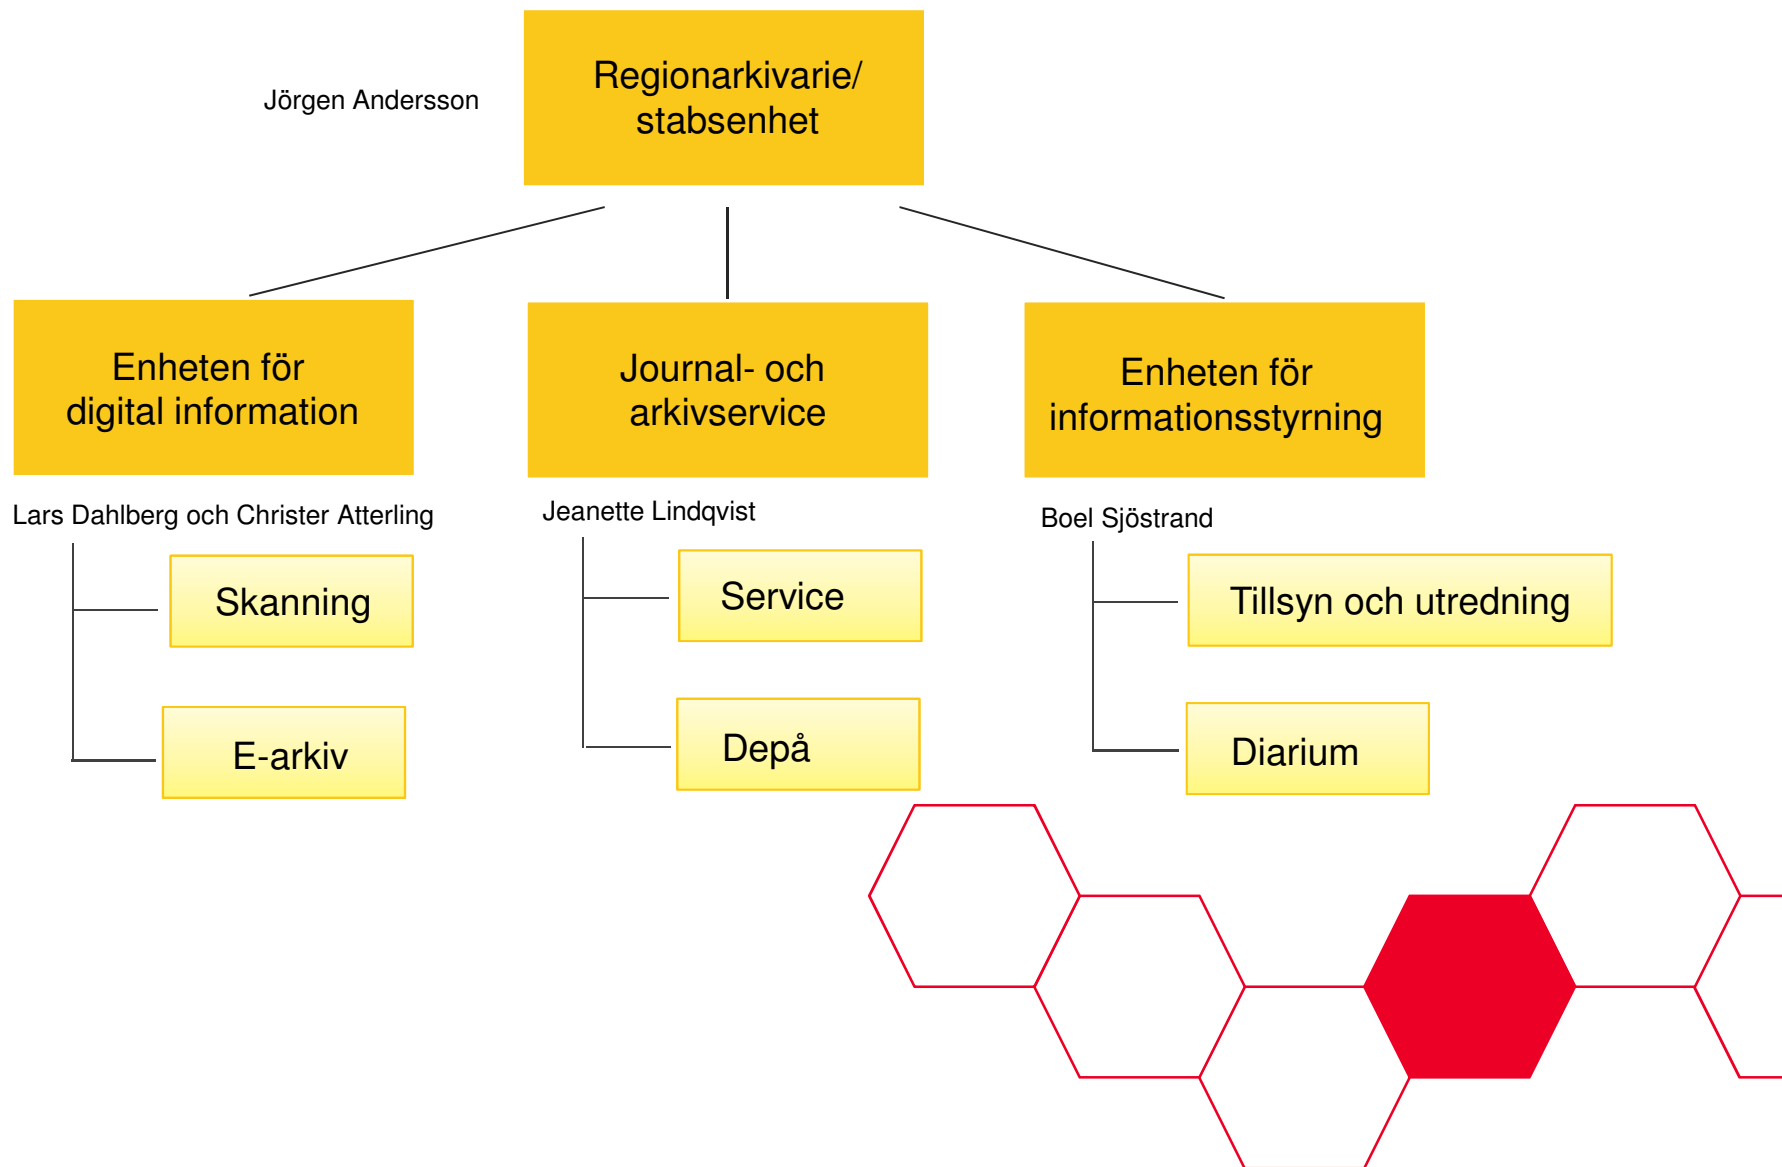 Jörgen Andersson
Regionarkivarie/
stabsenhet
Enheten för
digital information
Lars Dahlberg och Christer Atterling
Skanning
E-arkiv
Journal- och
arkivservice
Jeanette Lindqvist
Service
Depå
Enheten för
informationsstyrning
Boel Sjöstrand
Tillsyn och utredning
Diarium